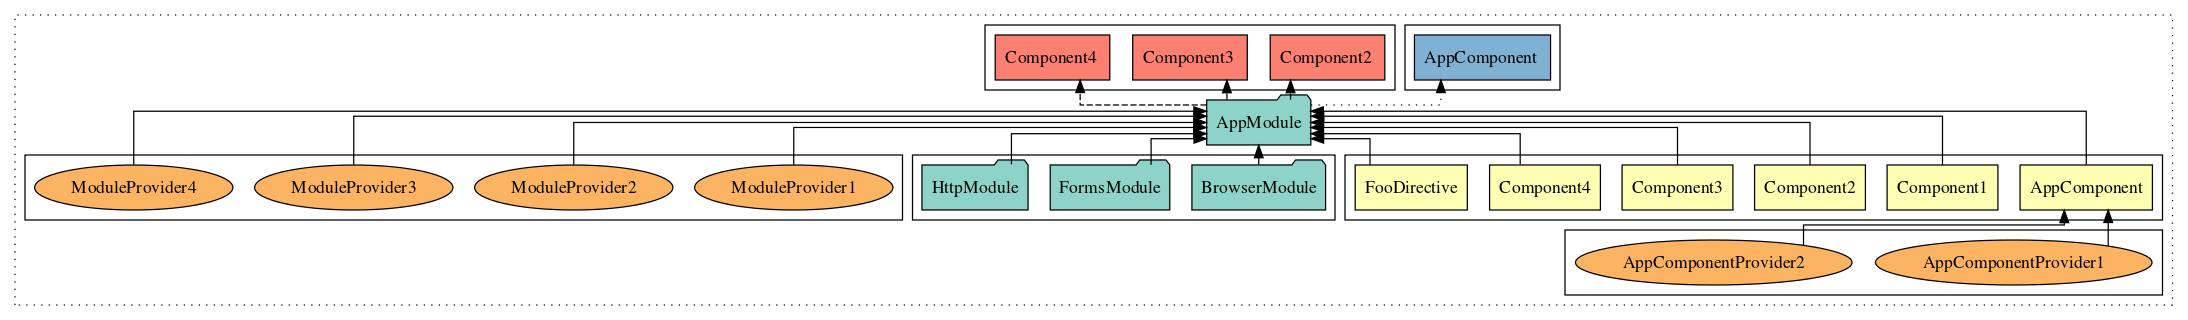 Component4
Component3
Component2
AppComponent
AppModule
ModuleProvider4
ModuleProvider3
ModuleProvider2
ModuleProvider1
HttpModule
FormsModule
BrowserModule
FooDirective
Component4
Component3
Component2
Component1
AppComponent
AppComponentProvider2
AppComponentProvider1